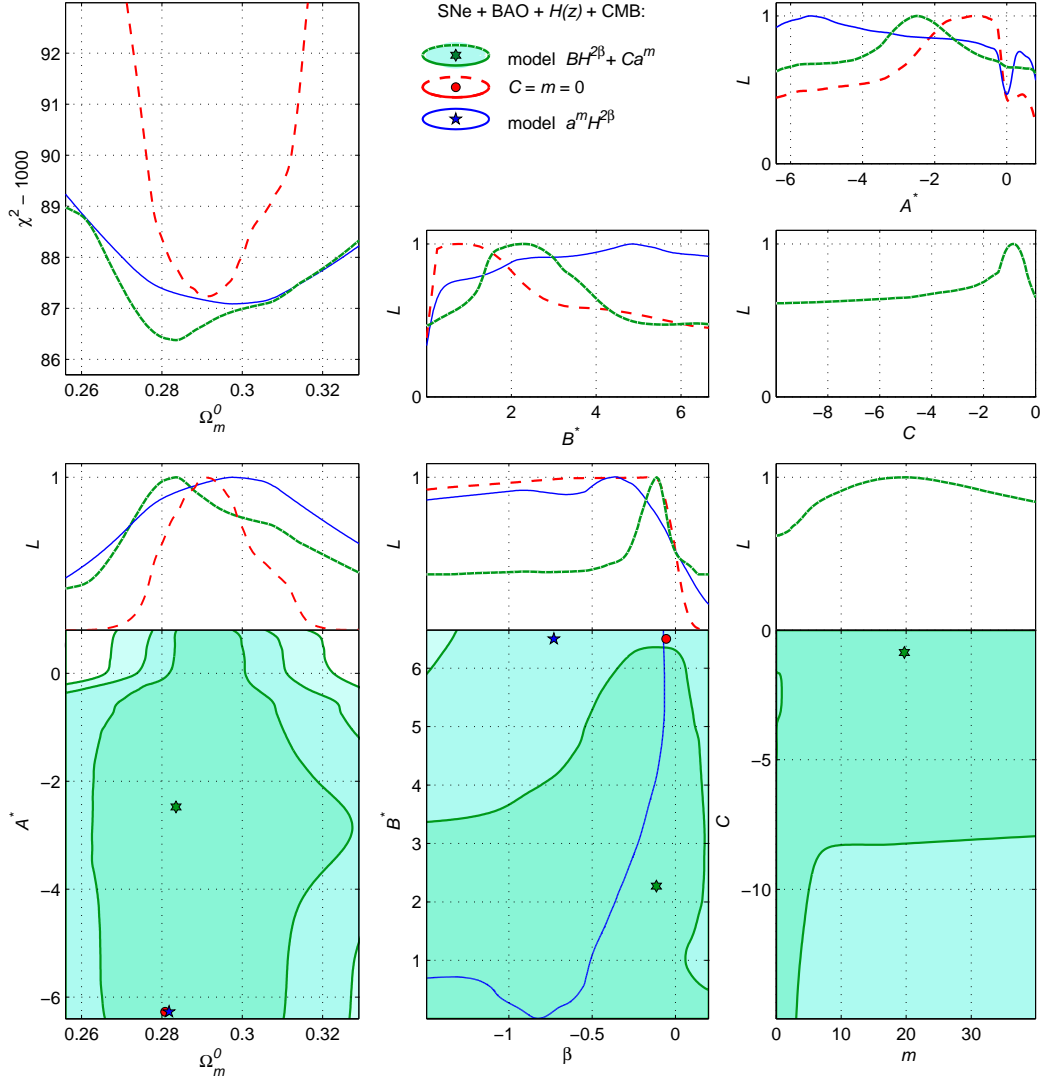 SNe + BAO + H(z) + CMB:
model BH^{2β} + Ca^m
C = m = 0
model a^m H^{2β}
χ² − 1000
92
91
90
89
88
87
86
0.26 0.28 0.3 0.32
Ω_m^0
L
1
0
−6 −4 −2 0
A^*
L
1
0
2 4 6
B^*
L
1
0
−8 −6 −4 −2 0
C
L
1
L
1
0
L
1
0
A^*
0
−2
−4
−6
0.26 0.28 0.3 0.32
Ω_m^0
B^*
6
5
4
3
2
1
−1 −0.5 0
β
C
0
−5
−10
0 10 20 30
m